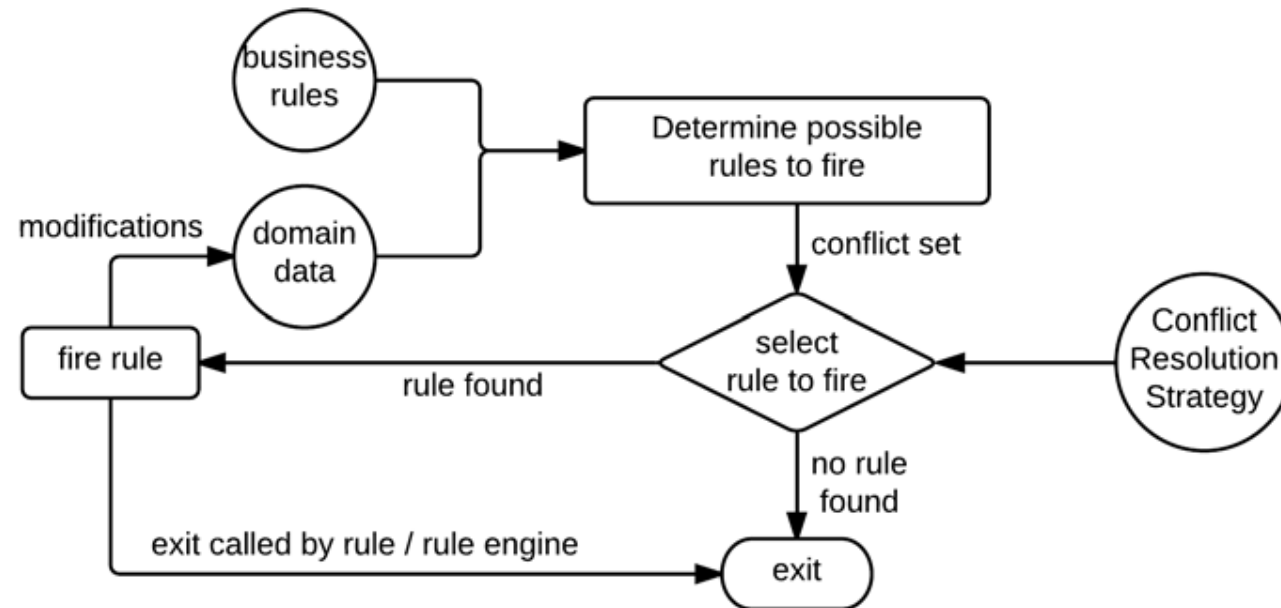 business
rules
Determine possible
rules to fire
modifications
domain
data
conflict set
fire rule
rule found
select
rule to fire
Conflict
Resolution
Strategy
no rule
found
exit called by rule / rule engine
exit